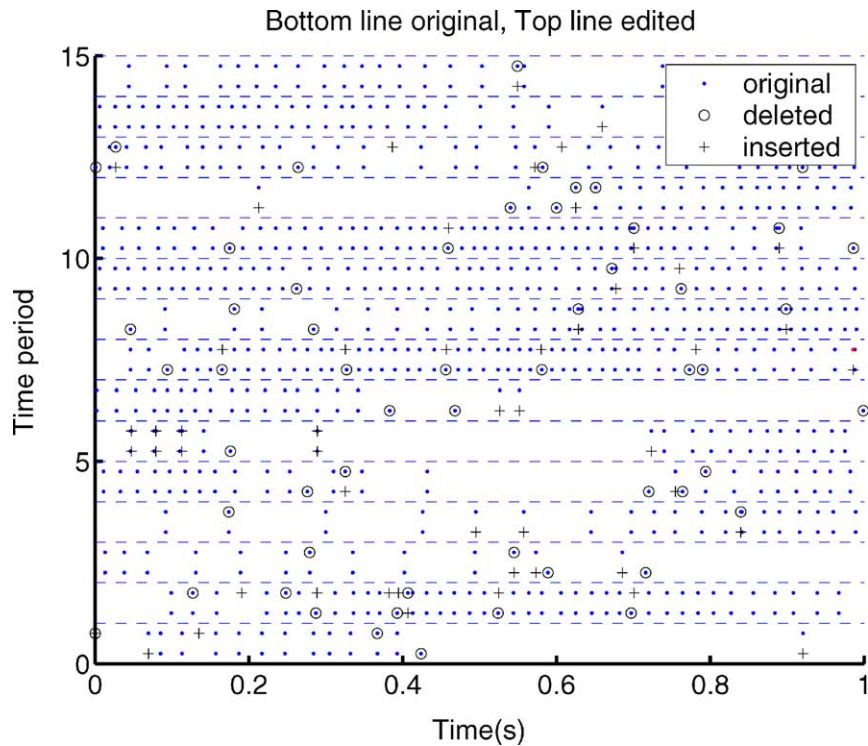 Bottom line original, Top line edited
15
original
deleted
inserted
10
Time period
5
0
0 0.2 0.4 0.6 0.8 1
Time(s)